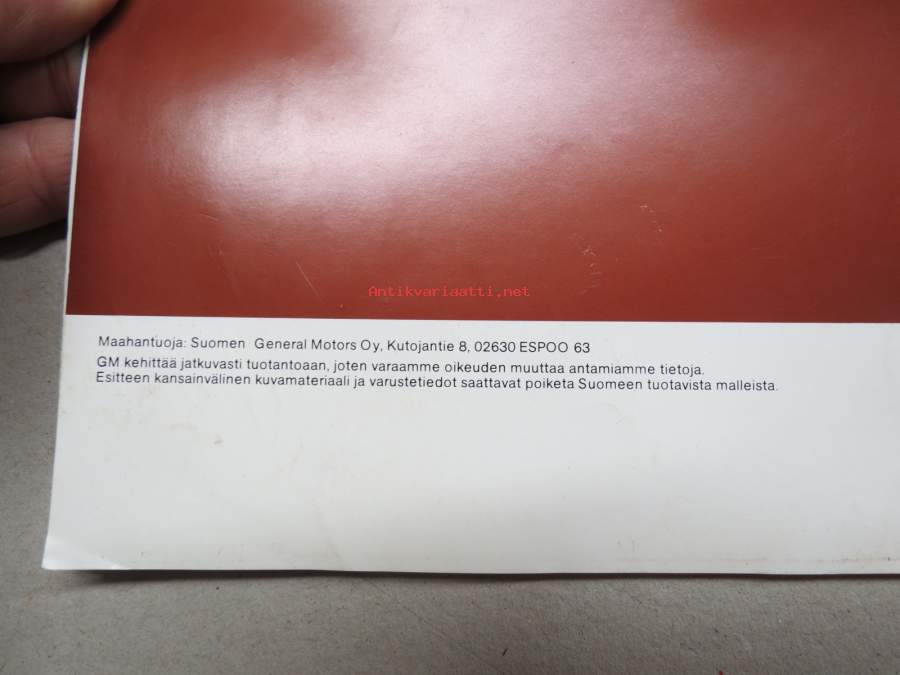 Antikvariaatti.net
Maahantuoja: Suomen General Motors Oy, Kutojantie 8, 02630 ESPOO 63
GM kehittää jatkuvasti tuotantoaan, joten varaamme oikeuden muuttaa antamiamme tietoja.
Esitteen kansainvälinen kuvamateriaali ja varustetiedot saattavat poiketa Suomeen tuotavista malleista.